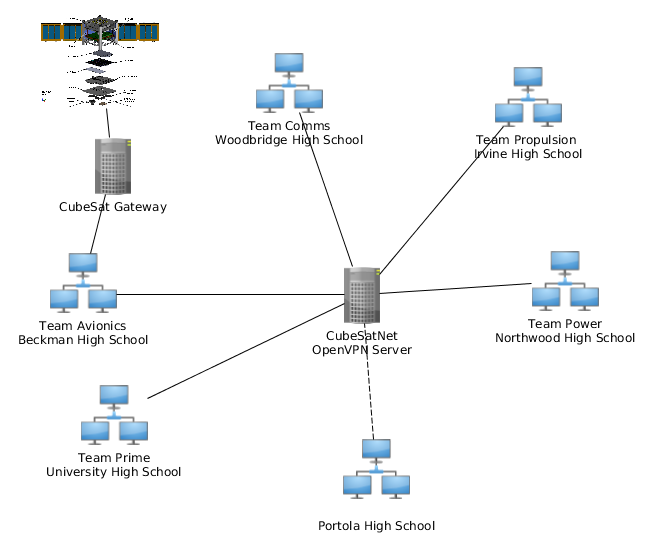 Team Comms
Woodbridge High School
Team Propulsion
Irvine High School
CubeSat Gateway
Team Avionics
Beckman High School
CubeSatNet
OpenVPN Server
Team Power
Northwood High School
Team Prime
University High School
Portola High School